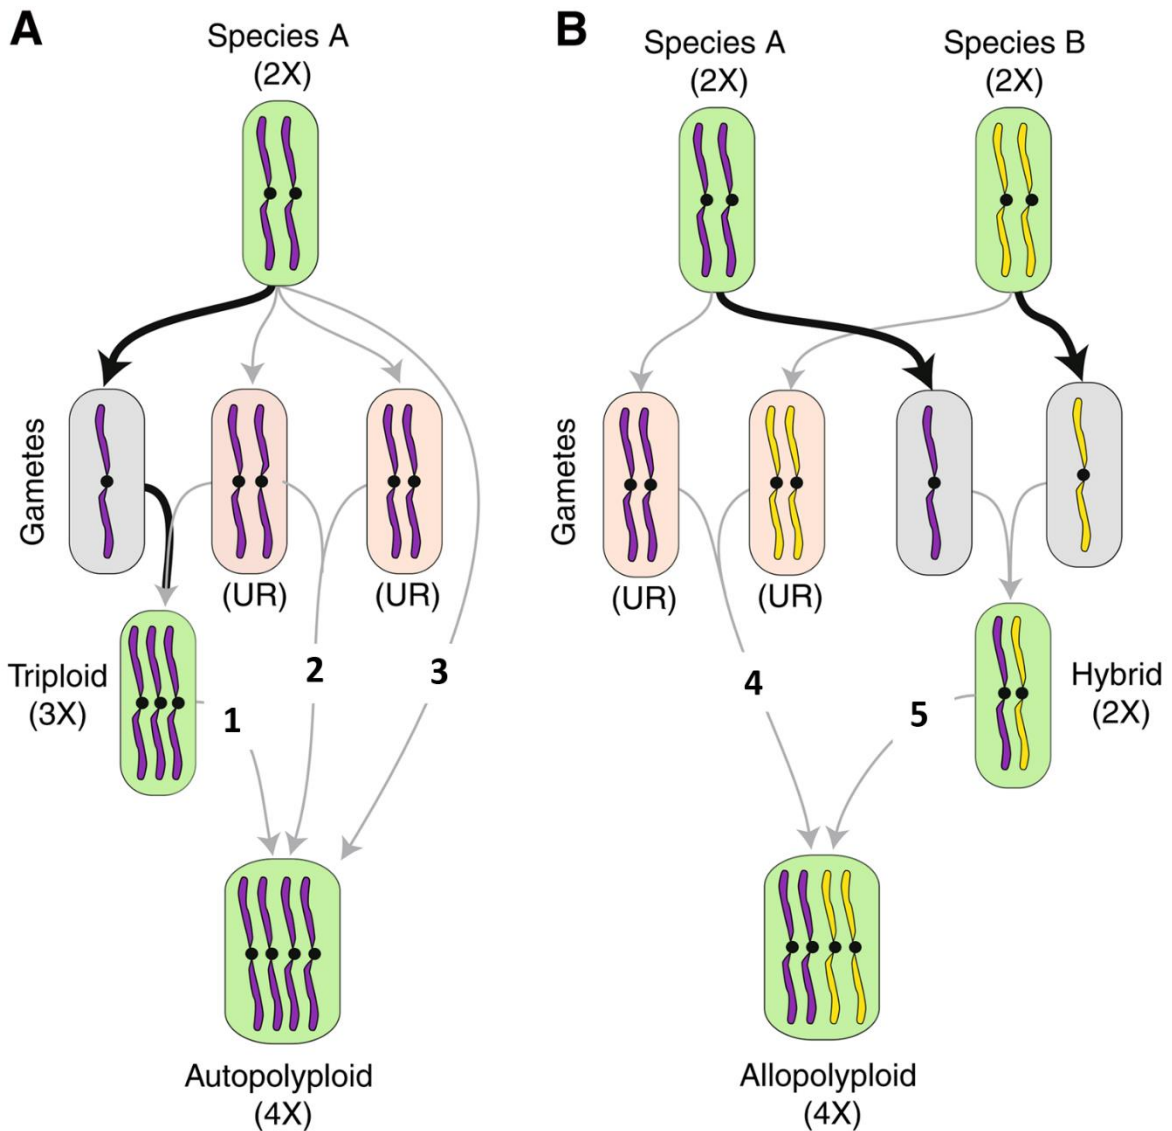 A
Species A
(2X)
Gametes
(UR)
(UR)
Triploid
(3X)
1
2
3
Autopolyploid
(4X)
B
Species A
(2X)
Species B
(2X)
Gametes
(UR)
(UR)
4
5
Hybrid
(2X)
Allopolyploid
(4X)